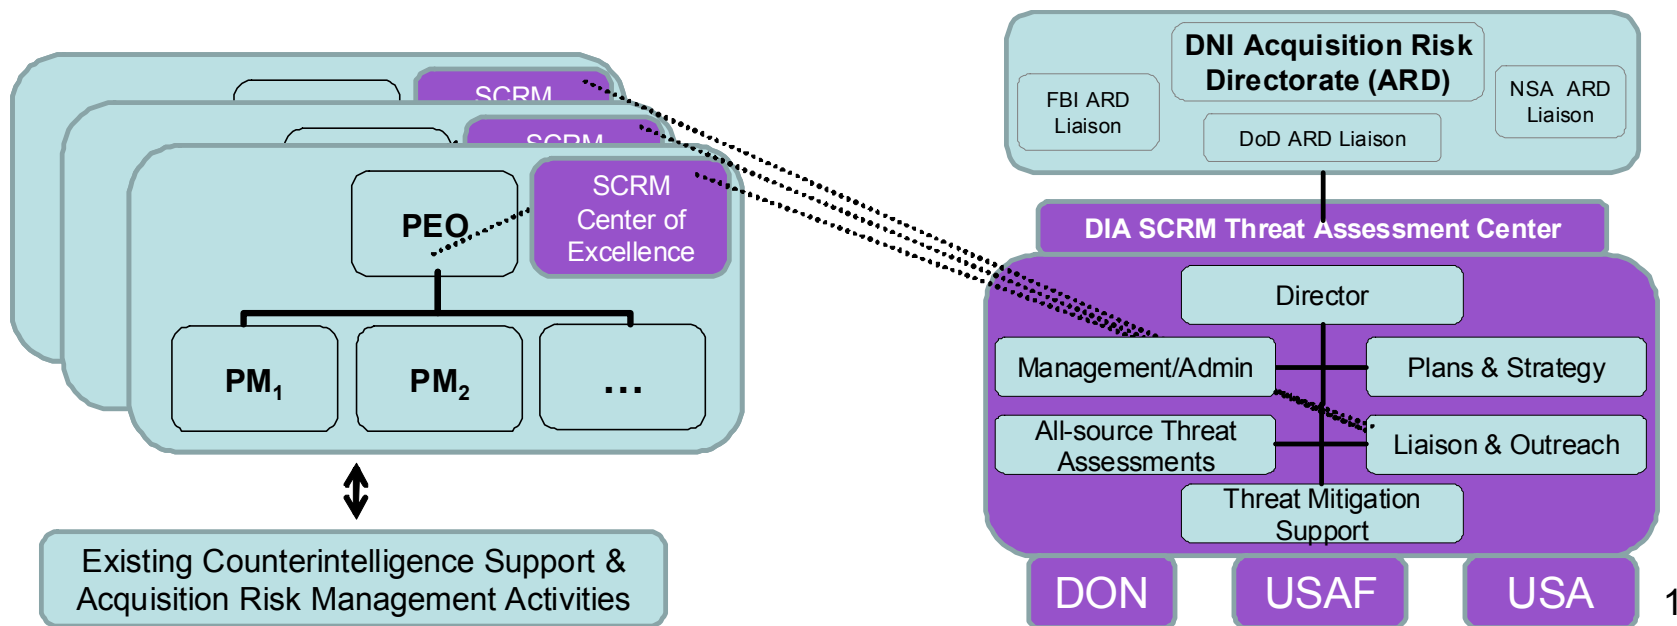 SCRM
SCRM
SCRM
Center of
Excellence
PEO
PM1
PM2
...
Existing Counterintelligence Support &
Acquisition Risk Management Activities
DNI Acquisition Risk
Directorate (ARD)
FBI ARD
Liaison
NSA ARD
Liaison
DoD ARD Liaison
DIA SCRM Threat Assessment Center
Director
Management/Admin
Plans & Strategy
All-source Threat
Assessments
Liaison & Outreach
Threat Mitigation
Support
DON
USAF
USA
1